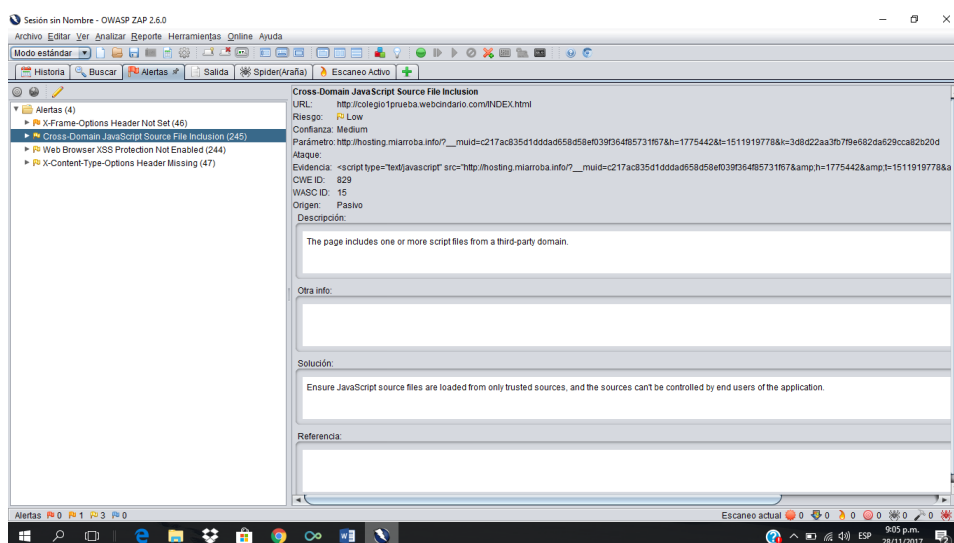 Sesión sin Nombre - OWASP ZAP 2.6.0
Archivo Editar Ver Analizar Reporte Herramientas Online Ayuda
Modo estándar
Historia Buscar Alertas Salida Spider(Araña) Escaneo Activo
Alertas (4)
X-Frame-Options Header Not Set (46)
Cross-Domain JavaScript Source File Inclusion (245)
Web Browser XSS Protection Not Enabled (244)
X-Content-Type-Options Header Missing (47)
Cross-Domain JavaScript Source File Inclusion
URL: http://colegio1prueba.webcindario.com/INDEX.html
Riesgo: Low
Confianza: Medium
Parámetro: http://hosting.miarroba.info/?__muid=c217ac835d1dddad658d58ef039f364f85731f67&h=1775442&t=1511919778&k=3d8d22aa3fb7f9e682da629cca82b20d
Ataque:
Evidencia: <script type="text/javascript" src="http://hosting.miarroba.info/?__muid=c217ac835d1dddad658d58ef039f364f85731f67&amp;h=1775442&amp;t=1511919778&a
CWE ID: 829
WASC ID: 15
Origen: Pasivo
Descripción:
The page includes one or more script files from a third-party domain.
Otra info:
Solución:
Ensure JavaScript source files are loaded from only trusted sources, and the sources can't be controlled by end users of the application.
Referencia:
Alertas 0 1 3 0 Escaneo actual 0 0 0 0 0 0
ESP 9:05 p.m.
28/11/2017